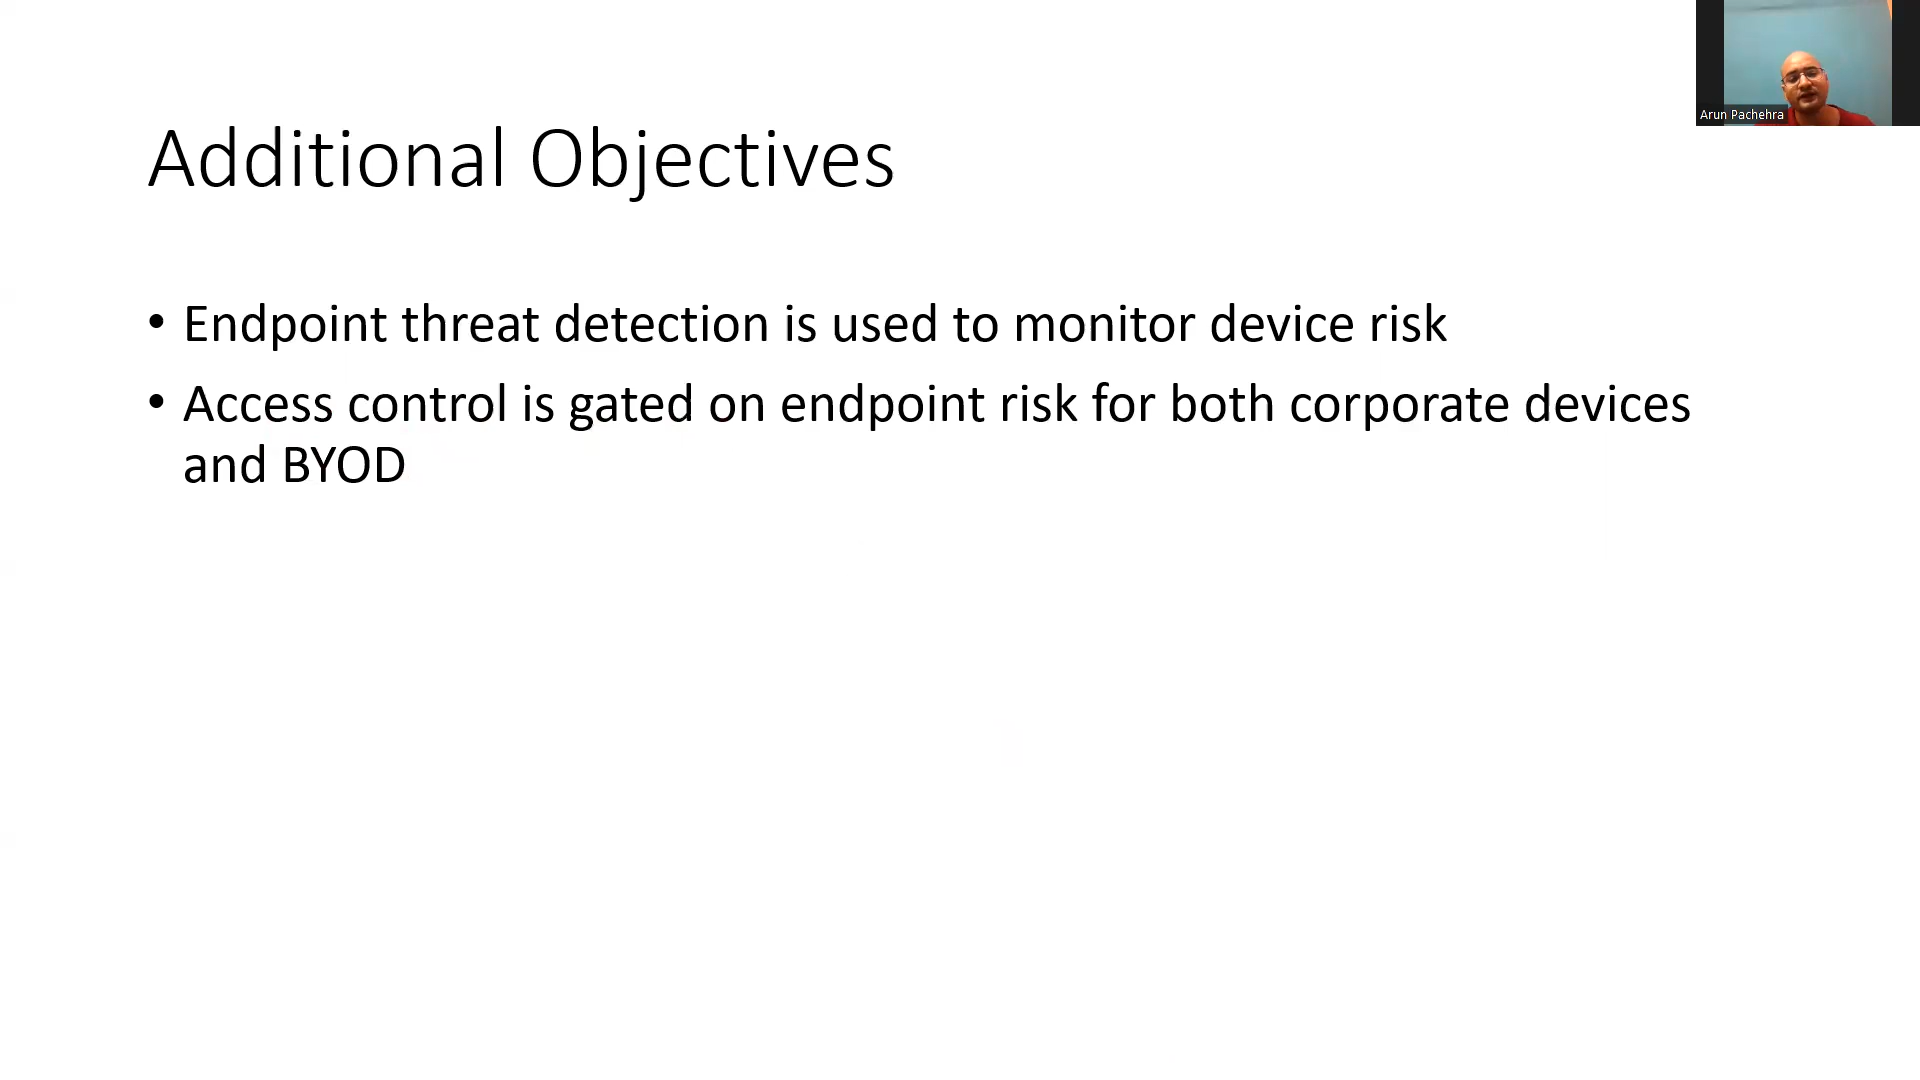 Arun Pachehra
Additional Objectives
• Endpoint threat detection is used to monitor device risk
• Access control is gated on endpoint risk for both corporate devices
and BYOD